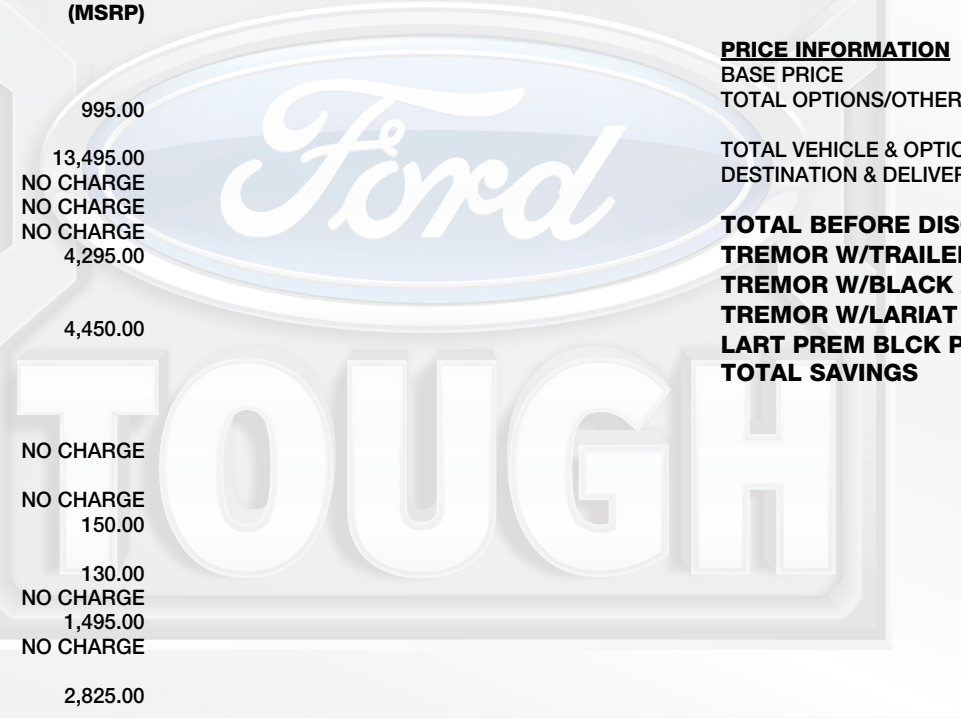 (MSRP)
995.00
13,495.00
NO CHARGE
NO CHARGE
NO CHARGE
4,295.00
4,450.00
NO CHARGE
NO CHARGE
150.00
130.00
NO CHARGE
1,495.00
NO CHARGE
2,825.00
Ford
TOUGH
PRICE INFORMATION
BASE PRICE
TOTAL OPTIONS/OTHER
TOTAL VEHICLE & OPTIO
DESTINATION & DELIVER
TOTAL BEFORE DIS
TREMOR W/TRAILE
TREMOR W/BLACK
TREMOR W/LARIAT
LART PREM BLCK P
TOTAL SAVINGS